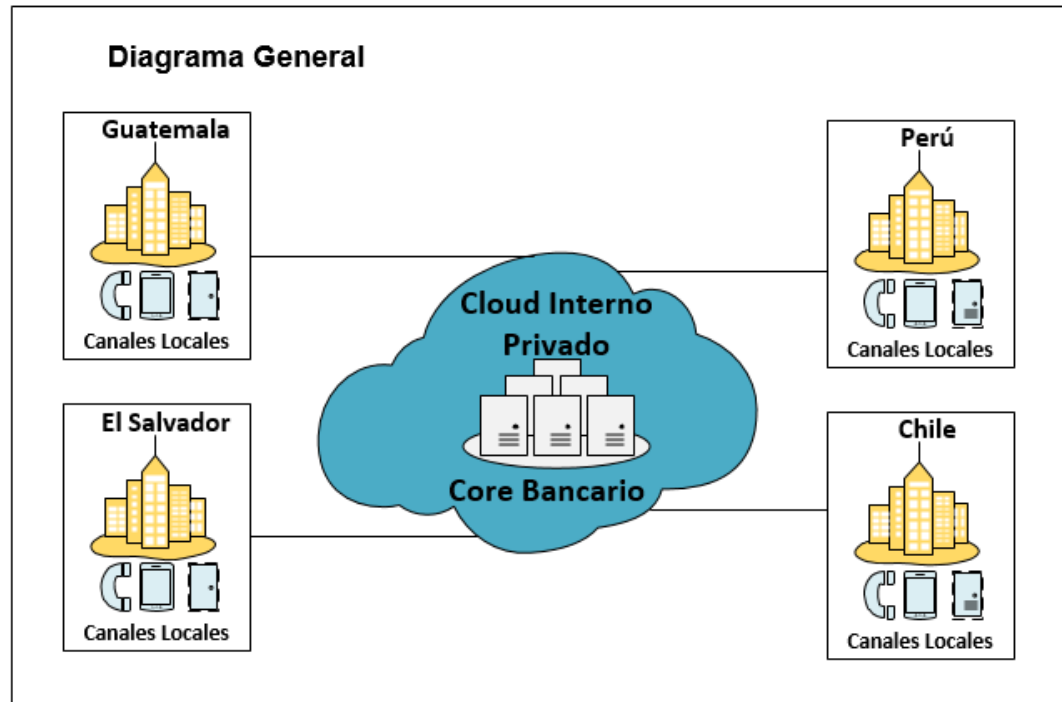 Diagrama General
Guatemala
Canales Locales
Perú
Canales Locales
Cloud Interno
Privado
Core Bancario
El Salvador
Canales Locales
Chile
Canales Locales